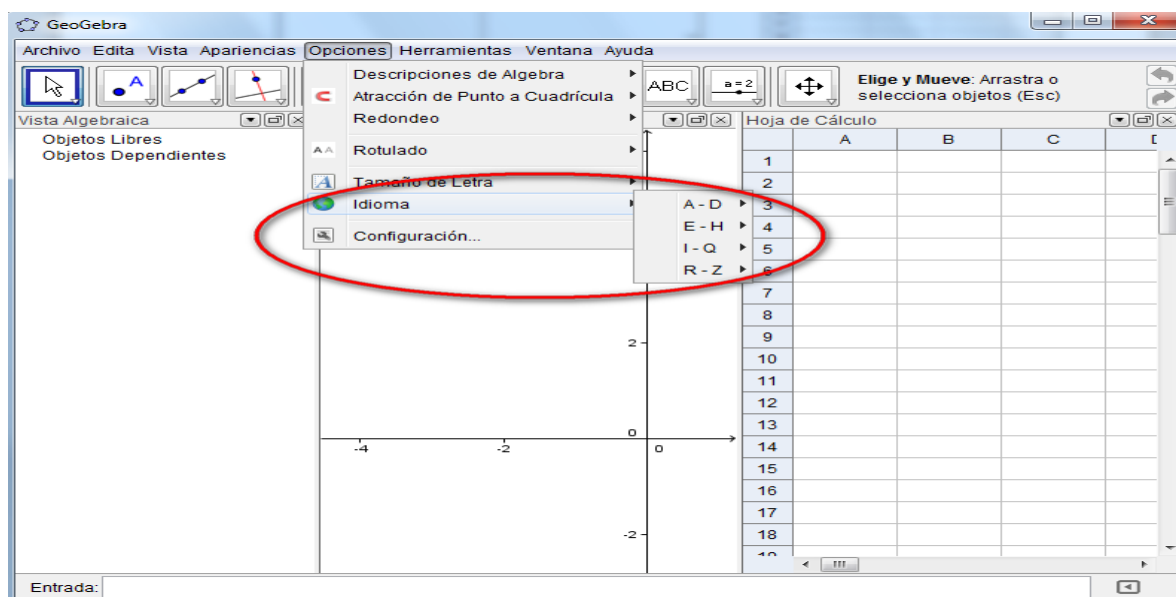 GeoGebra
Archivo Edita Vista Apariencias Opciones Herramientas Ventana Ayuda
A
ABC
a=2
Elige y Mueve: Arrastra o
selecciona objetos (Esc)
Descripciones de Algebra
Atracción de Punto a Cuadrícula
Redondeo
AA Rotulado
A Tamaño de Letra
Idioma
Configuración...
A - D
E - H
I - Q
R - Z
Vista Algebraica
Objetos Libres
Objetos Dependientes
2
0
-4 -2 0
-2
Hoja de Cálculo
A B C
1
2
3
4
5
6
7
8
9
10
11
12
13
14
15
16
17
18
Entrada: